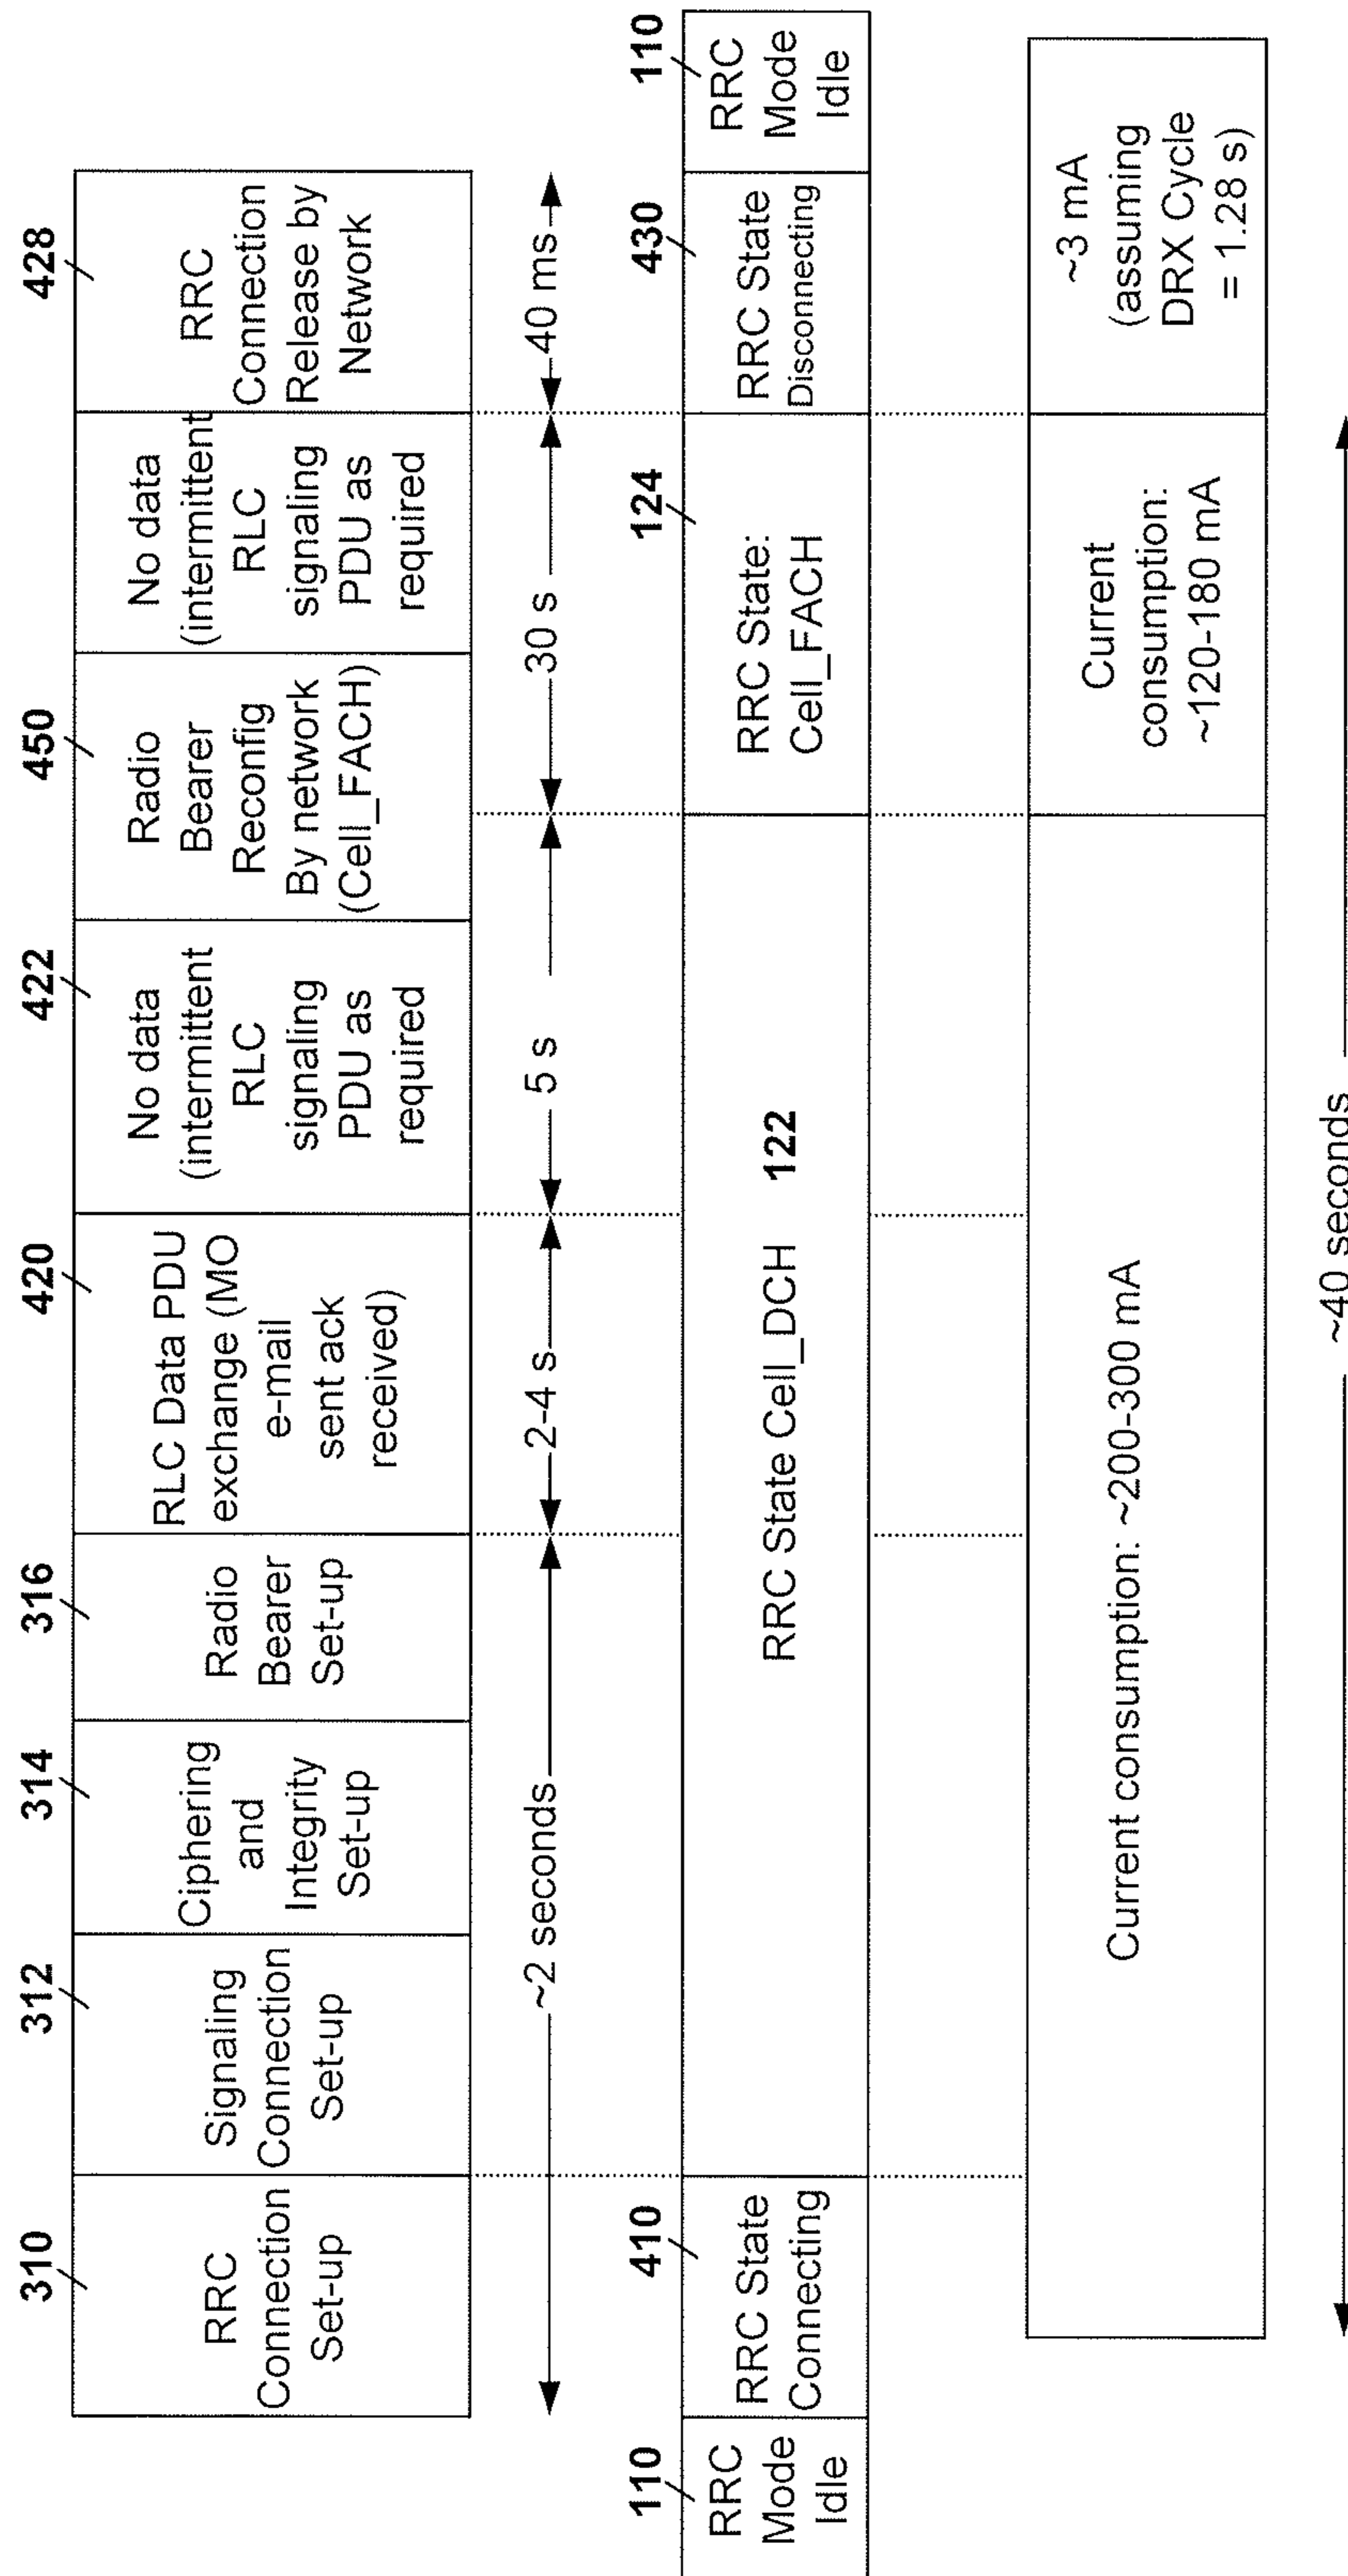 310
RRC
Connection
Set-up
312
Signaling
Connection
Set-up
314
Ciphering
and
Integrity
Set-up
316
Radio
Bearer
Set-up
420
RLC Data PDU
exchange (MO
e-mail
sent ack
received)
422
No data
(intermittent
RLC
signaling
PDU as
required
450
Radio
Bearer
Reconfig
By network
(Cell_FACH)
No data
(intermittent
RLC
signaling
PDU as
required
428
RRC
Connection
Release by
Network
~2 seconds
2-4 s
5 s
30 s
40 ms
110
RRC
Mode
Idle
410
RRC State
Connecting
RRC State Cell_DCH 122
124
RRC State:
Cell_FACH
430
RRC State
Disconnecting
110
RRC
Mode
Idle
Current consumption: ~200-300 mA
Current
consumption:
~120-180 mA
~3 mA
(assuming
DRX Cycle
= 1.28 s)
~40 seconds